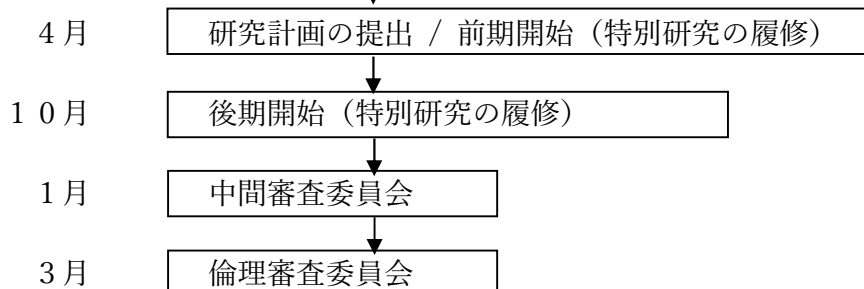 ４月 研究計画の提出 / 前期開始（特別研究の履修）
１０月 後期開始（特別研究の履修）
１月 中間審査委員会
３月 倫理審査委員会